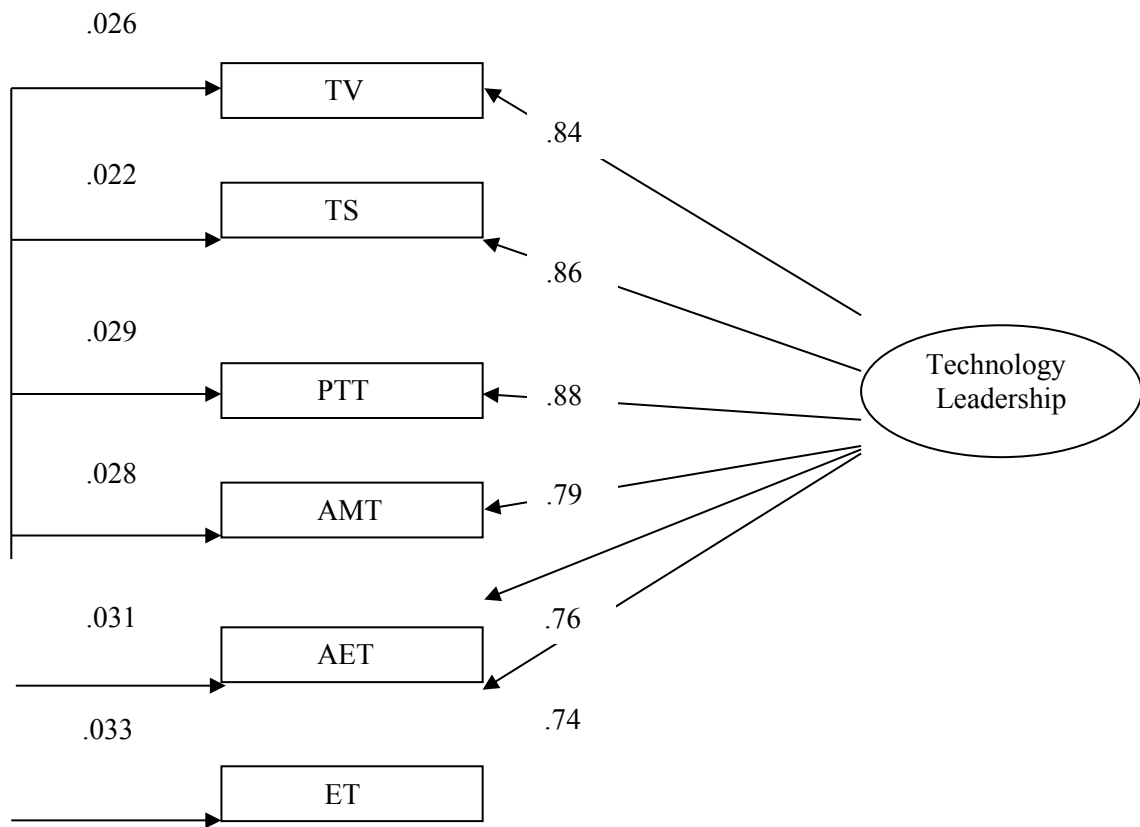 .026
TV
.84
.022
TS
.86
.029
PTT
.88
Technology
Leadership
.028
AMT
.79
.031
AET
.76
.033
.74
ET